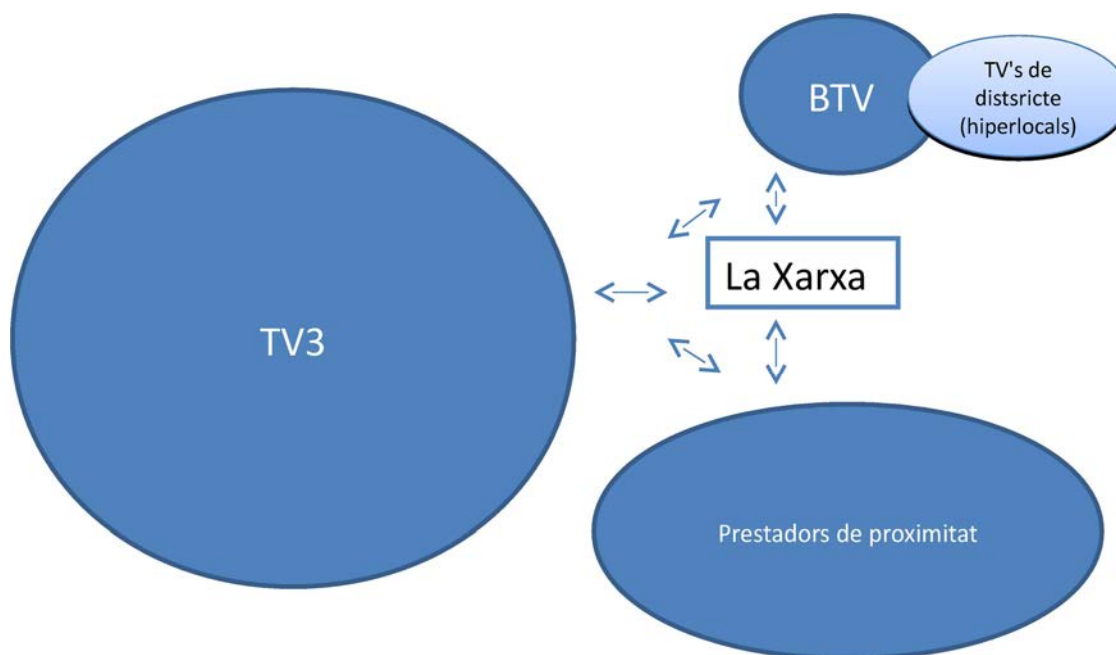 BTV
TV's de
distsricte
(hiperlocals)
La Xarxa
TV3
Prestadors de proximitat